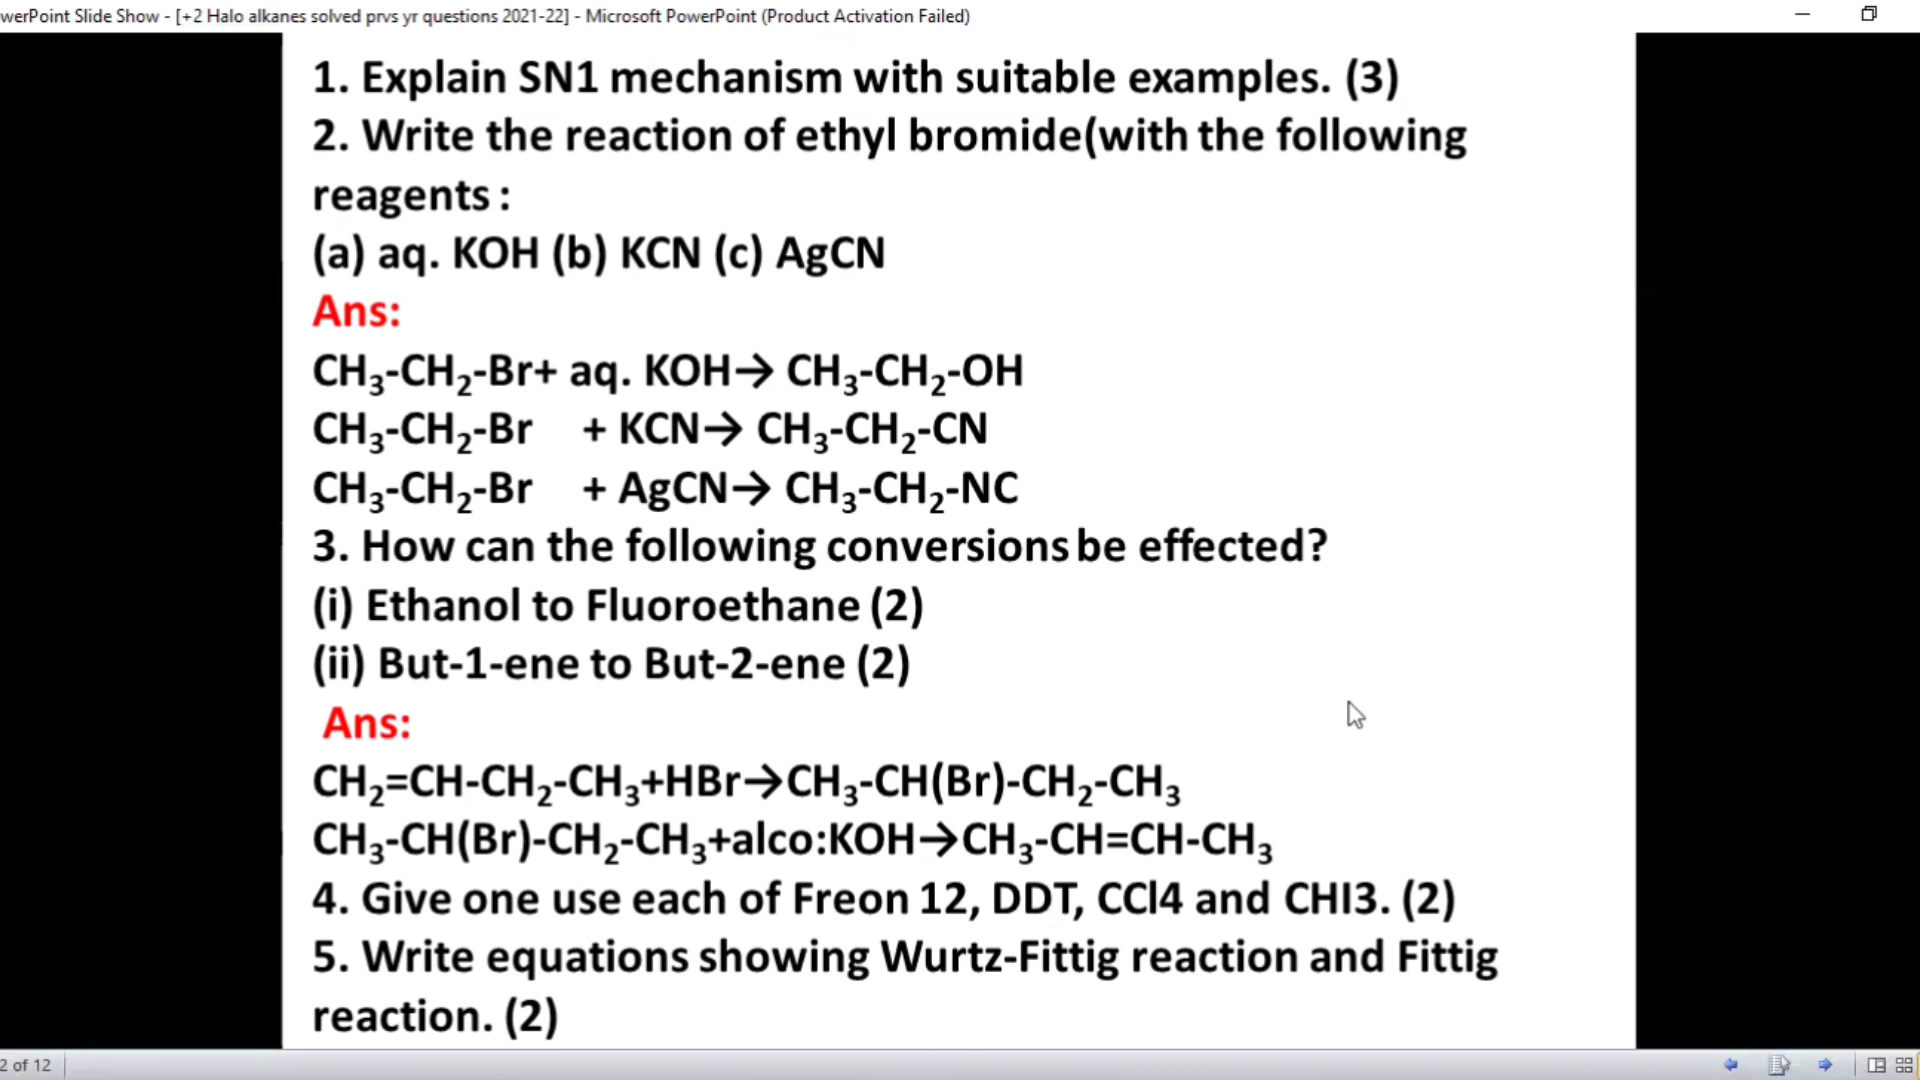 werPoint Slide Show - [+2 Halo alkanes solved prvs yr questions 2021-22] - Microsoft PowerPoint (Product Activation Failed)
1. Explain SN1 mechanism with suitable examples. (3)
2. Write the reaction of ethyl bromide(with the following
reagents :
(a) aq. KOH (b) KCN (c) AgCN
Ans:
CH₃-CH₂-Br+ aq. KOH→ CH₃-CH₂-OH
CH₃-CH₂-Br + KCN→ CH₃-CH₂-CN
CH₃-CH₂-Br + AgCN→ CH₃-CH₂-NC
3. How can the following conversions be effected?
(i) Ethanol to Fluoroethane (2)
(ii) But-1-ene to But-2-ene (2)
Ans:
CH₂=CH-CH₂-CH₃+HBr→CH₃-CH(Br)-CH₂-CH₃
CH₃-CH(Br)-CH₂-CH₃+alco:KOH→CH₃-CH=CH-CH₃
4. Give one use each of Freon 12, DDT, CCl4 and CHI3. (2)
5. Write equations showing Wurtz-Fittig reaction and Fittig
reaction. (2)
2 of 12